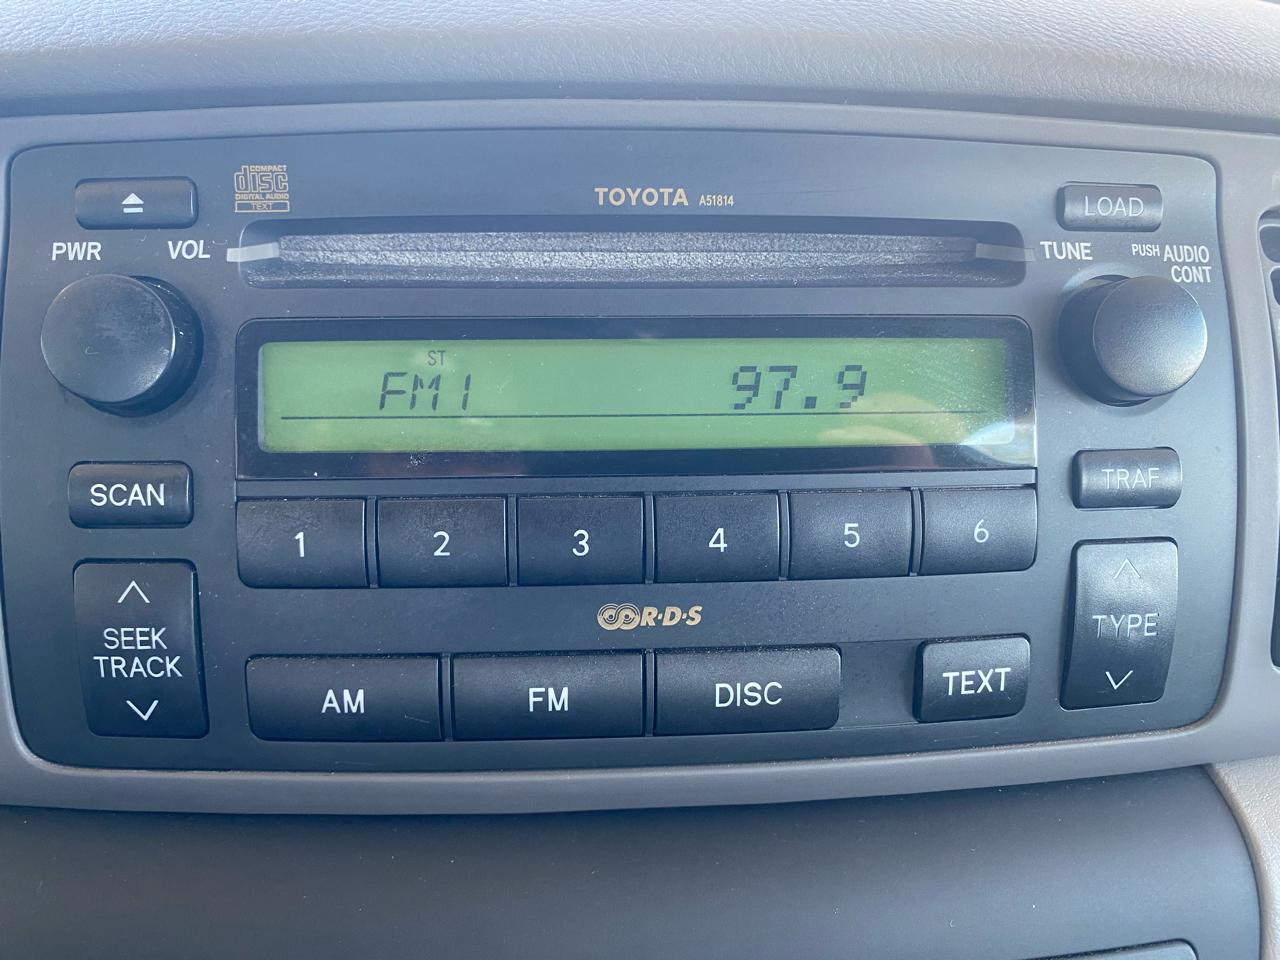 COMPACT
disc
DIGITAL AUDIO
TEXT
TOYOTA A51814
LOAD
PWR VOL
TUNE PUSH AUDIO CONT
ST
FM1 97.9
SCAN
TRAF
1 2 3 4 5 6
SEEK
TRACK
R·D·S
TYPE
AM FM DISC TEXT